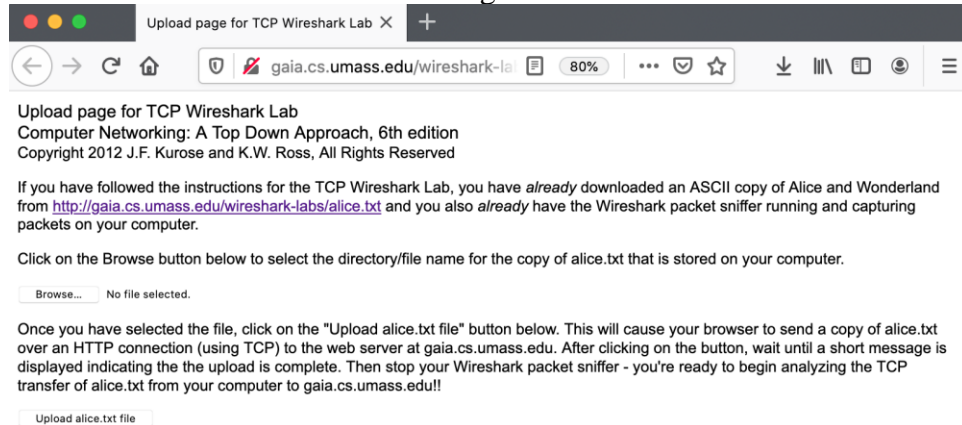 Upload page for TCP Wireshark Lab
gaia.cs.umass.edu/wireshark-la
80%
Upload page for TCP Wireshark Lab
Computer Networking: A Top Down Approach, 6th edition
Copyright 2012 J.F. Kurose and K.W. Ross, All Rights Reserved
If you have followed the instructions for the TCP Wireshark Lab, you have already downloaded an ASCII copy of Alice and Wonderland
from http://gaia.cs.umass.edu/wireshark-labs/alice.txt and you also already have the Wireshark packet sniffer running and capturing
packets on your computer.
Click on the Browse button below to select the directory/file name for the copy of alice.txt that is stored on your computer.
Browse... No file selected.
Once you have selected the file, click on the "Upload alice.txt file" button below. This will cause your browser to send a copy of alice.txt
over an HTTP connection (using TCP) to the web server at gaia.cs.umass.edu. After clicking on the button, wait until a short message is
displayed indicating the the upload is complete. Then stop your Wireshark packet sniffer - you're ready to begin analyzing the TCP
transfer of alice.txt from your computer to gaia.cs.umass.edu!!
Upload alice.txt file